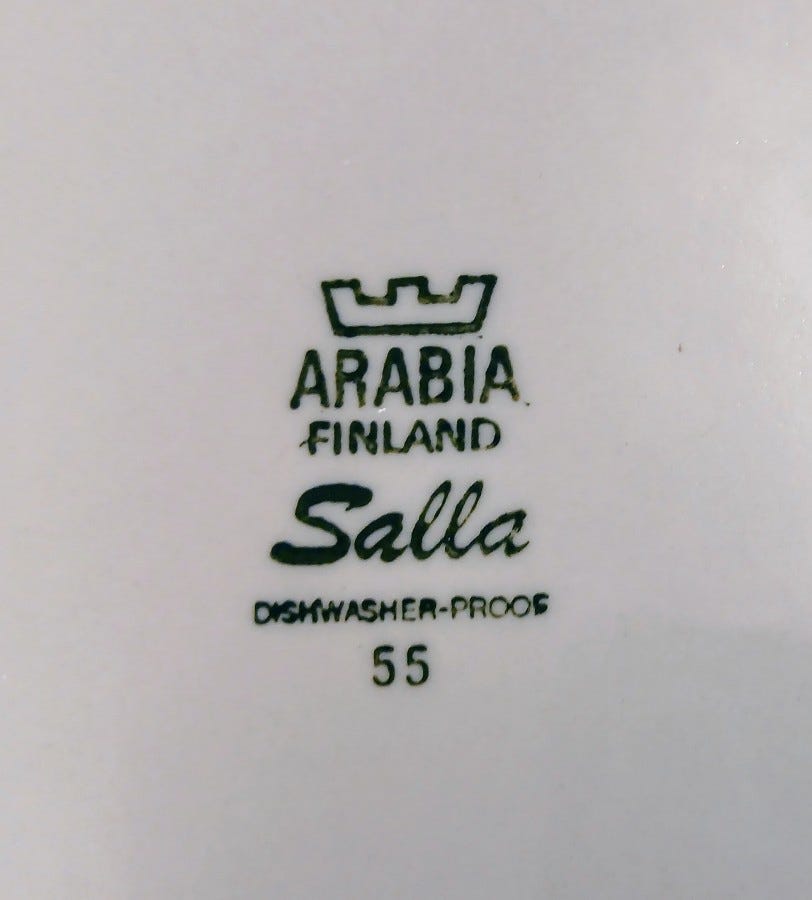 ARABIA
FINLAND
Salla
DISHWASHER-PROOF
55